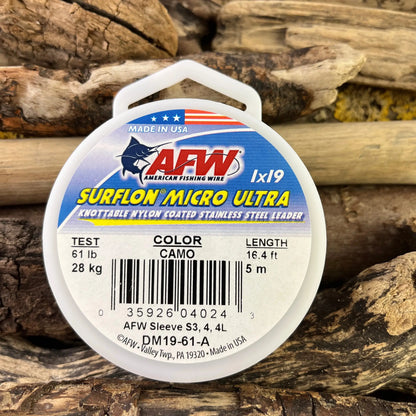 MADE IN USA
AFW
AMERICAN FISHING WIRE
1x19
SURFLON® MICRO ULTRA
KNOTTABLE NYLON COATED STAINLESS STEEL LEADER
TEST COLOR LENGTH
61 lb CAMO 16.4 ft
28 kg 5 m
0 35926 04024 3
AFW Sleeve S3, 4, 4L
DM19-61-A
©AFW • Valley Twp., PA 19320 • Made in USA